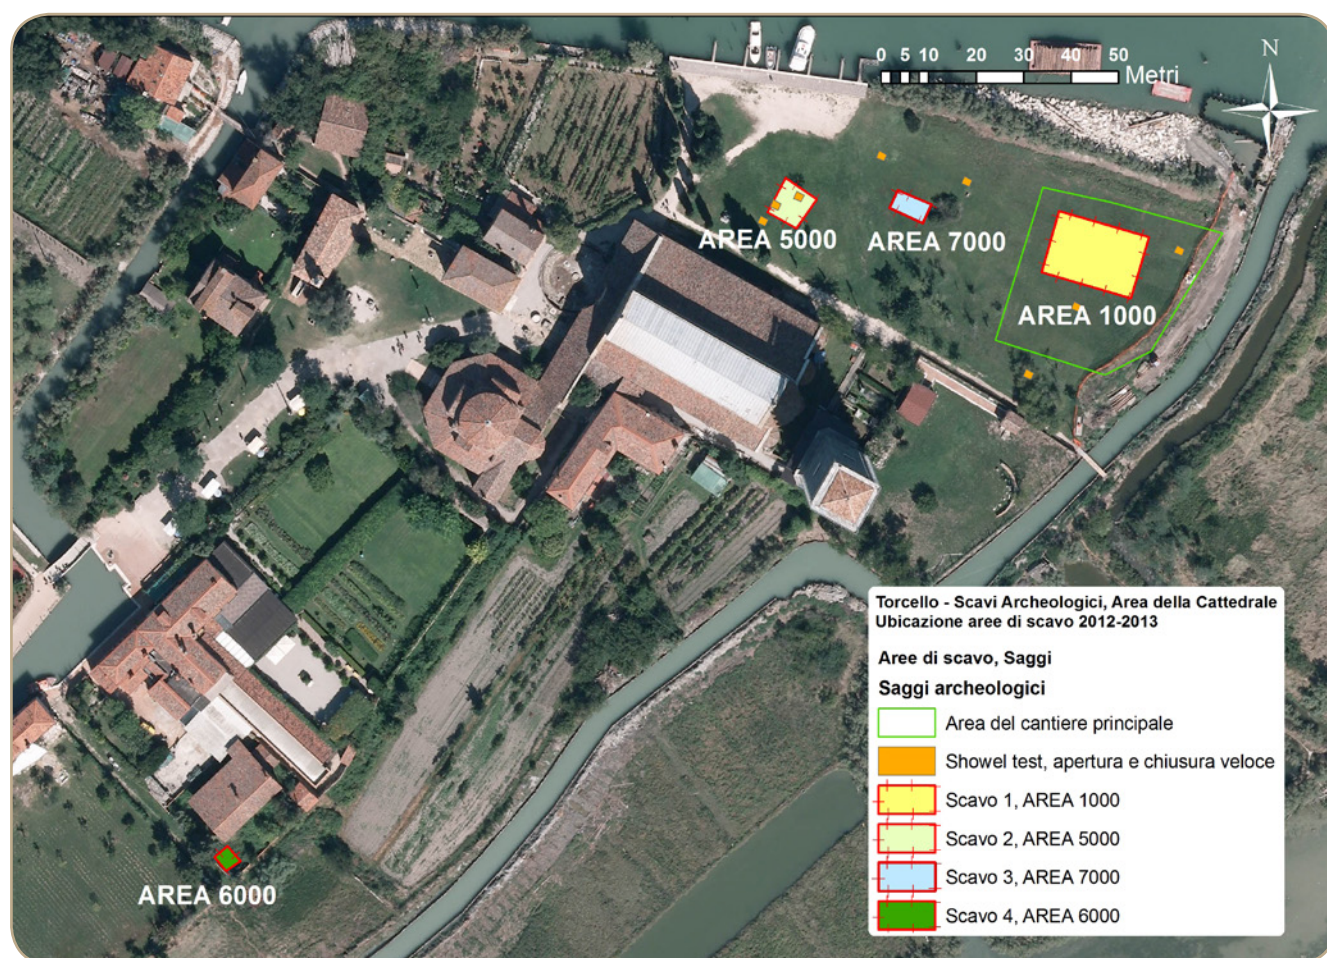 0 5 10 20 30 40 50
Metri
N
AREA 5000
AREA 7000
AREA 1000
AREA 6000
Torcello - Scavi Archeologici, Area della Cattedrale
Ubicazione aree di scavo 2012-2013
Aree di scavo, Saggi
Saggi archeologici
Area del cantiere principale
Showel test, apertura e chiusura veloce
Scavo 1, AREA 1000
Scavo 2, AREA 5000
Scavo 3, AREA 7000
Scavo 4, AREA 6000